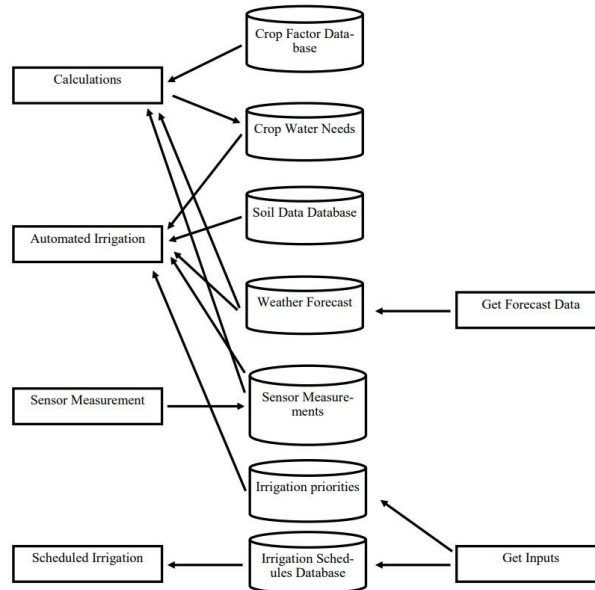 Crop Factor Data-
base
Calculations
Crop Water Needs
Soil Data Database
Automated Irrigation
Weather Forecast
Get Forecast Data
Sensor Measurement
Sensor Measure-
ments
Irrigation priorities
Scheduled Irrigation
Irrigation Sched-
ules Database
Get Inputs